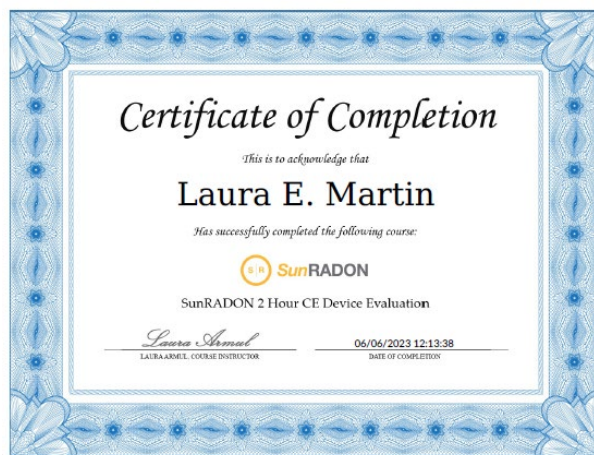 Certificate of Completion
This is to acknowledge that
Laura E. Martin
Has successfully completed the following course:
S|R SunRADON
SunRADON 2 Hour CE Device Evaluation
Laura Armul 06/06/2023 12:13:38
LAURA ARMUL, COURSE INSTRUCTOR DATE OF COMPLETION